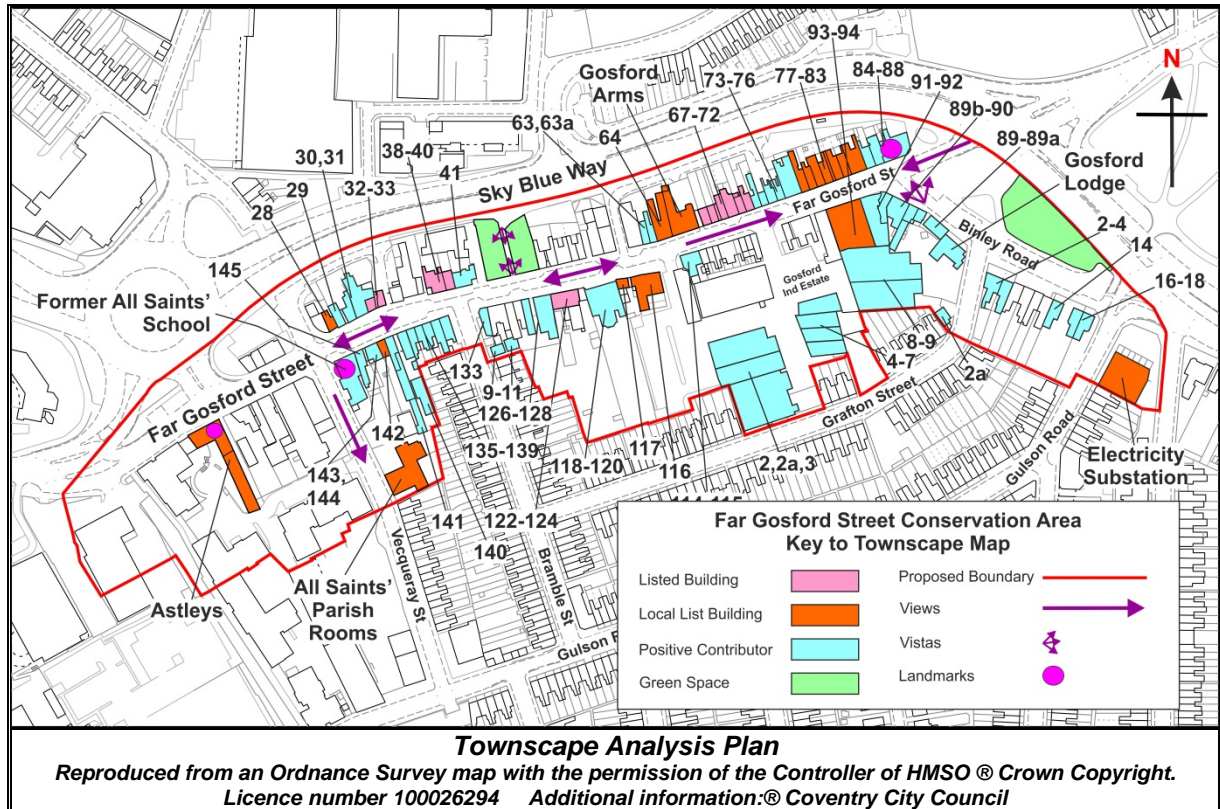 93-94
84-88
Gosford
Arms
73-76
77-83
91-92
N
63,63a
64
67-72
89b-90
38-40
89-89a
30,31
41
Sky Blue Way
Gosford
Lodge
29
32-33
Far Gosford St
28
Binley Road
2-4
14
145
16-18
Former All Saints'
School
Gosford
Ind Estate
Far Gosford Street
133
8-9
9-11
4-7
2a
126-128
Grafton Street
142
135-139
117
Gulson Road
143,
144
118-120
116
2,2a,3
Electricity
Substation
141
122-124
140
Vecqueray St
Bramble St
Astleys
All Saints'
Parish
Rooms
Gulson
Far Gosford Street Conservation Area
Key to Townscape Map
Listed Building
Proposed Boundary
Local List Building
Views
Positive Contributor
Vistas
Green Space
Landmarks
Townscape Analysis Plan
Reproduced from an Ordnance Survey map with the permission of the Controller of HMSO ® Crown Copyright.
Licence number 100026294 Additional information:® Coventry City Council